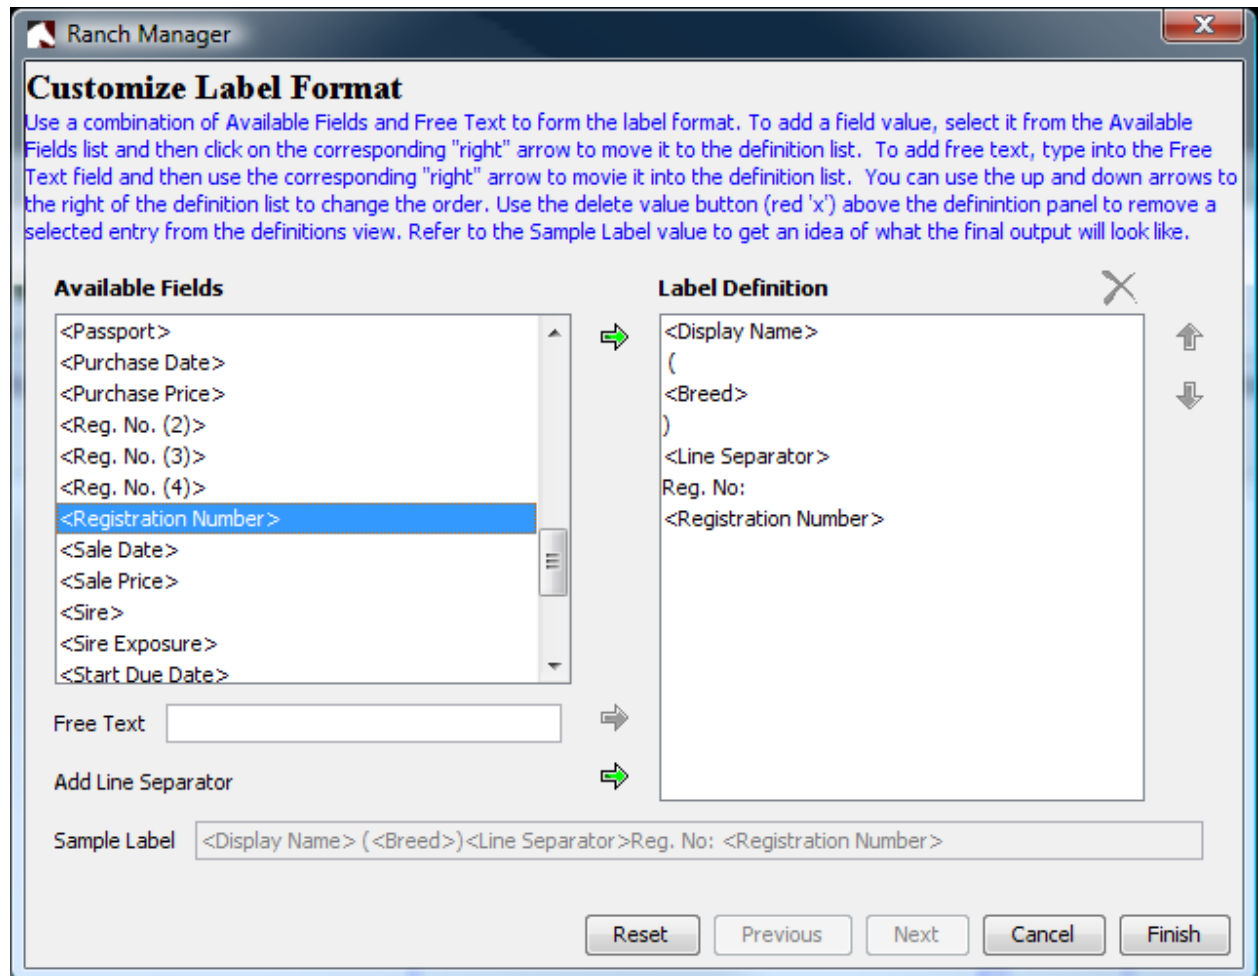 Ranch Manager
Customize Label Format
Use a combination of Available Fields and Free Text to form the label format. To add a field value, select it from the Available
Fields list and then click on the corresponding "right" arrow to move it to the definition list.  To add free text, type into the Free
Text field and then use the corresponding "right" arrow to movie it into the definition list.  You can use the up and down arrows to
the right of the definition list to change the order. Use the delete value button (red 'x') above the definintion panel to remove a
selected entry from the definitions view. Refer to the Sample Label value to get an idea of what the final output will look like.
Available Fields
<Passport>
<Purchase Date>
<Purchase Price>
<Reg. No. (2)>
<Reg. No. (3)>
<Reg. No. (4)>
<Registration Number>
<Sale Date>
<Sale Price>
<Sire>
<Sire Exposure>
<Start Due Date>
Free Text
Add Line Separator
Label Definition
<Display Name>
(
<Breed>
)
<Line Separator>
Reg. No:
<Registration Number>
Sample Label
<Display Name> (<Breed>)<Line Separator>Reg. No: <Registration Number>
Reset
Previous
Next
Cancel
Finish